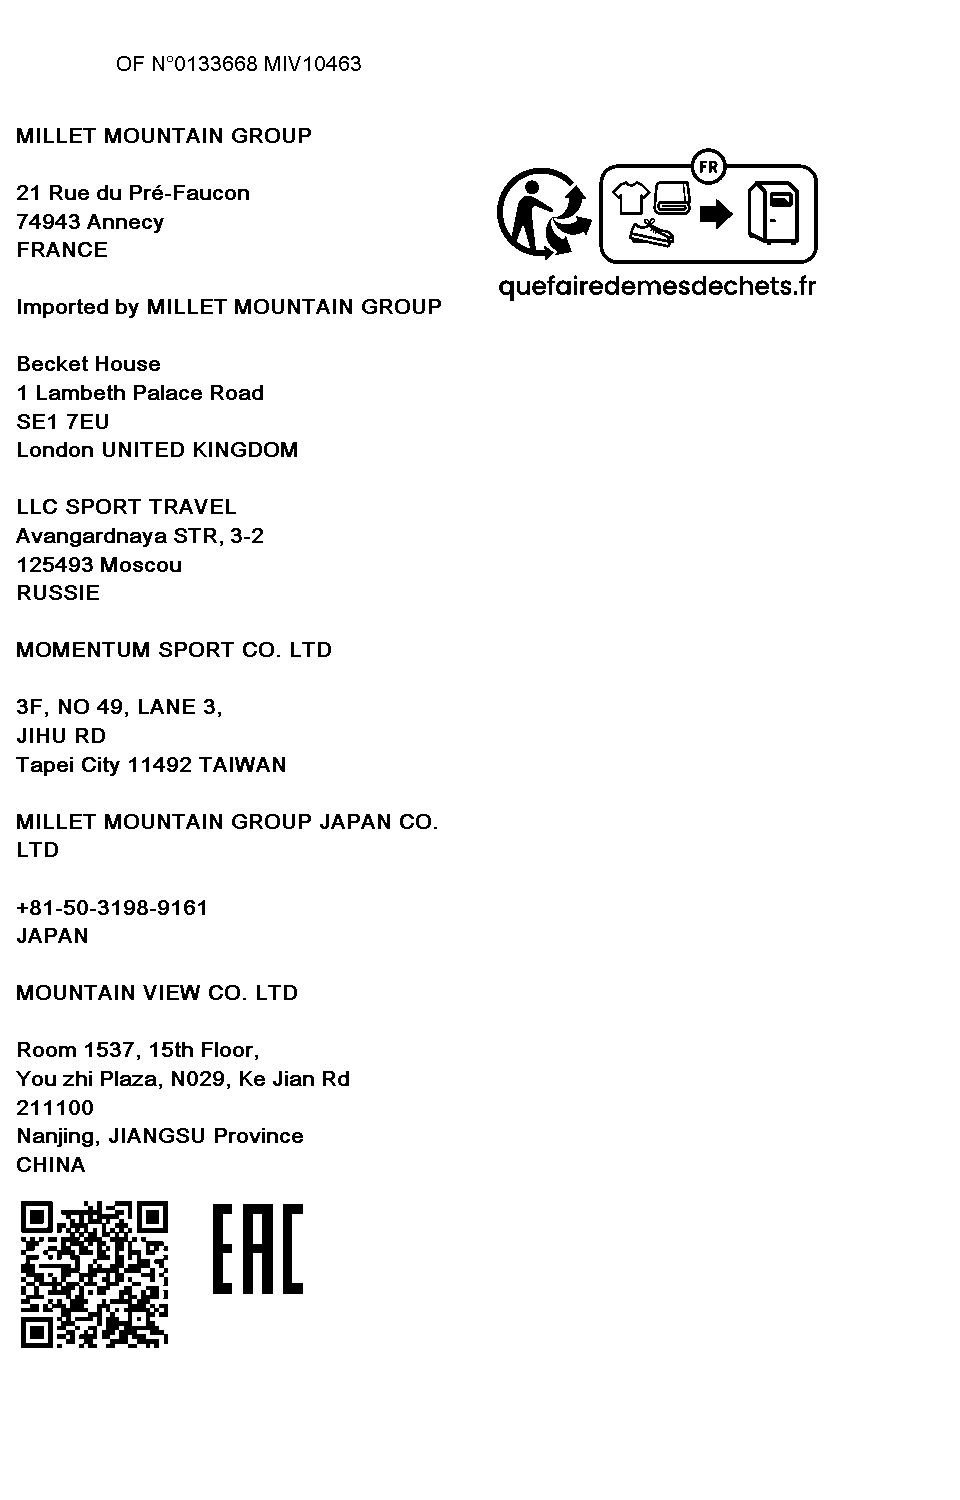 OF N°0133668 MIV10463
MILLET MOUNTAIN GROUP
21 Rue du Pré-Faucon
74943 Annecy
FRANCE
Imported by MILLET MOUNTAIN GROUP
Becket House
1 Lambeth Palace Road
SE1 7EU
London UNITED KINGDOM
LLC SPORT TRAVEL
Avangardnaya STR, 3-2
125493 Moscou
RUSSIE
MOMENTUM SPORT CO. LTD
3F, NO 49, LANE 3,
JIHU RD
Tapei City 11492 TAIWAN
MILLET MOUNTAIN GROUP JAPAN CO.
LTD
+81-50-3198-9161
JAPAN
MOUNTAIN VIEW CO. LTD
Room 1537, 15th Floor,
You zhi Plaza, N029, Ke Jian Rd
211100
Nanjing, JIANGSU Province
CHINA
EAC
FR
quefairedemesdechets.fr